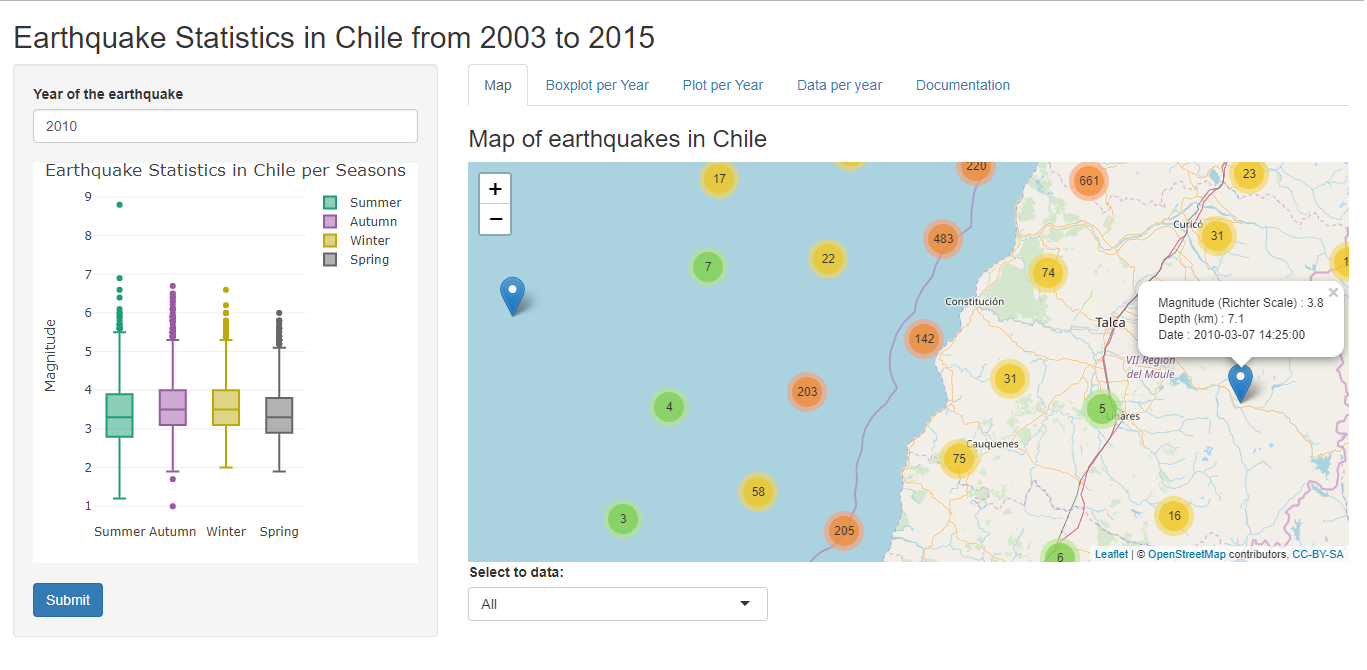 Earthquake Statistics in Chile from 2003 to 2015
Year of the earthquake
2010
Earthquake Statistics in Chile per Seasons
9
8
7
6
5
4
3
2
1
Magnitude
Summer
Autumn
Winter
Spring
Summer Autumn Winter Spring
Submit
Map Boxplot per Year Plot per Year Data per year Documentation
Map of earthquakes in Chile
+
−
220
17
661
23
Curicó
31
483
22
7
74
1
Constitución
Talca
×
Magnitude (Richter Scale) : 3.8
Depth (km) : 7.1
Date : 2010-03-07 14:25:00
142
VII Región
del Maule
31
203
4
5
Linares
Cauquenes
75
58
3
205
16
6
Leaflet | © OpenStreetMap contributors, CC-BY-SA
Select to data:
All